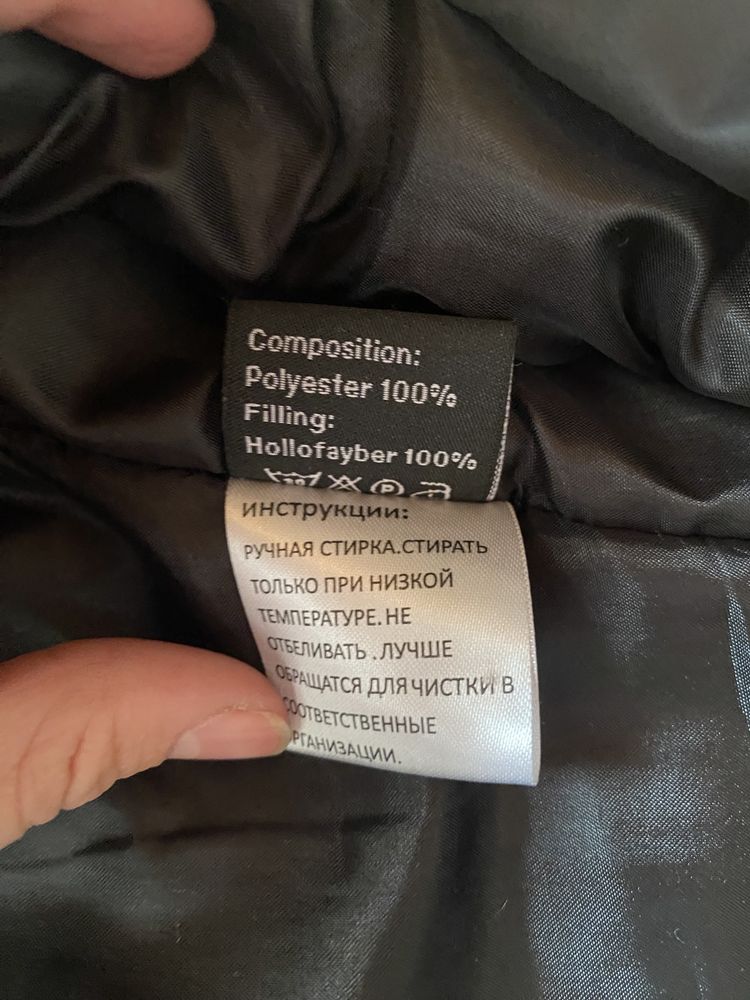 Composition:
Polyester 100%
Filling:
Hollofayber 100%
инструкции:
РУЧНАЯ СТИРКА.СТИРАТЬ
ТОЛЬКО ПРИ НИЗКОЙ
ТЕМПЕРАТУРЕ.НЕ
ОТБЕЛИВАТЬ .ЛУЧШЕ
ОБРАЩАТСЯ ДЛЯ ЧИСТКИ В
СООТВЕТСТВЕННЫЕ
РГАНИЗАЦИИ.